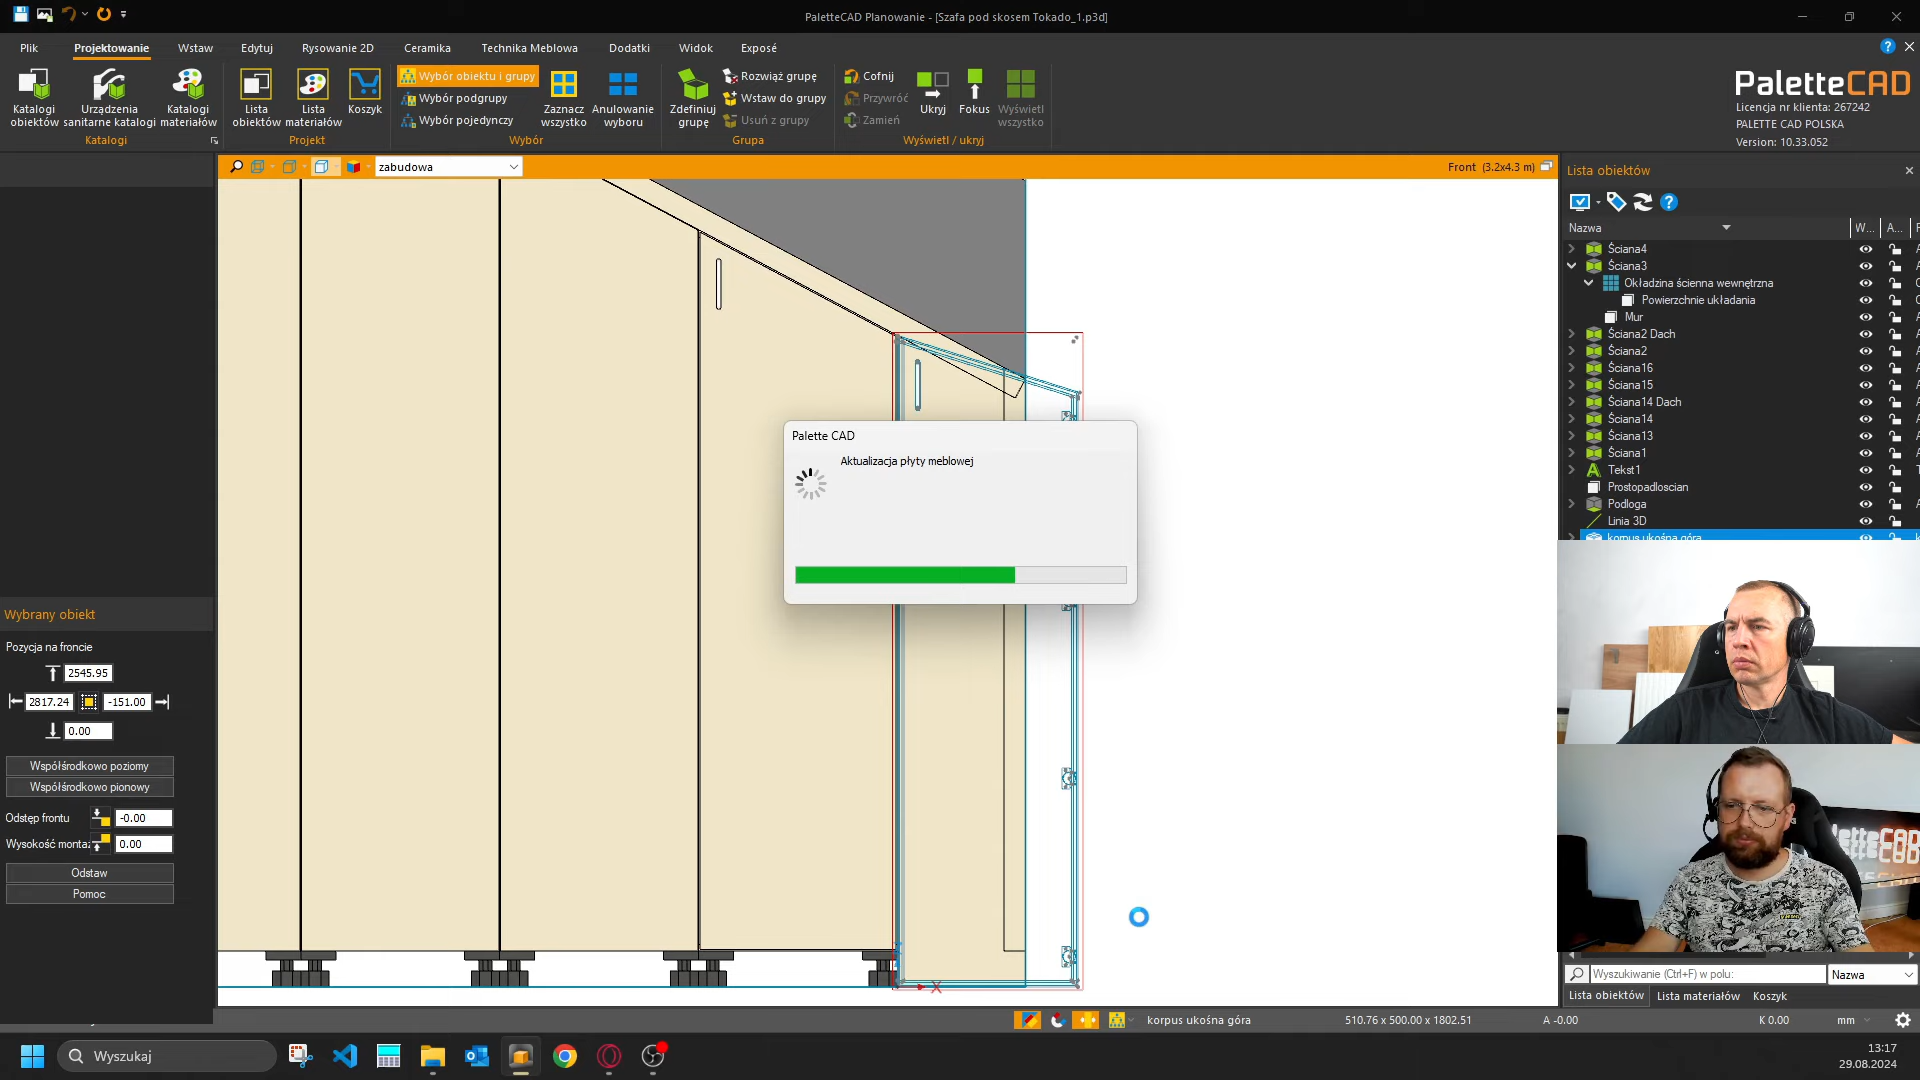 PaletteCAD Planowanie - [Szafa pod skosem Tokado_1.p3d]
Plik Projektowanie Wstaw Edytuj Rysowanie 2D Ceramika Technika Meblowa Dodatki Widok Exposé
Katalogi obiektów
Urządzenia sanitarne katalogi
Katalogi materiałów
Katalogi
Lista obiektów
Lista materiałów
Koszyk
Projekt
Wybór obiektu i grupy
Wybór podgrupy
Wybór pojedynczy
Zaznacz wszystko
Anulowanie wyboru
Wybór
Zdefiniuj grupę
Rozwiąż grupę
Wstaw do grupy
Usuń z grupy
Grupa
Cofnij
Przywróć
Zamień
Ukryj
Fokus
Wyświetl wszystko
Wyświetl / ukryj
PaletteCAD
Licencja nr klienta: 267242
PALETTE CAD POLSKA
Version: 10.33.052
zabudowa
Front (3.2x4.3 m)
Lista obiektów
Nazwa W... A...
Ściana4
Ściana3
Okładzina ścienna wewnętrzna
Powierzchnie układania
Mur
Ściana2 Dach
Ściana2
Ściana16
Ściana15
Ściana14 Dach
Ściana14
Ściana13
Ściana1
Tekst1
Prostopadloscian
Podloga
Linia 3D
korpus ukośna góra
Palette CAD
Aktualizacja płyty meblowej
Wybrany obiekt
Pozycja na froncie
2545.95
2817.24 -151.00
0.00
Współśrodkowo poziomy
Współśrodkowo pionowy
Odstęp frontu -0.00
Wysokość montaż 0.00
Odstaw
Pomoc
X
Wyszukiwanie (Ctrl+F) w polu: Nazwa
Lista obiektów Lista materiałów Koszyk
korpus ukośna góra 510.76 x 500.00 x 1802.51 A -0.00 K 0.00 mm
Wyszukaj
13:17
29.08.2024